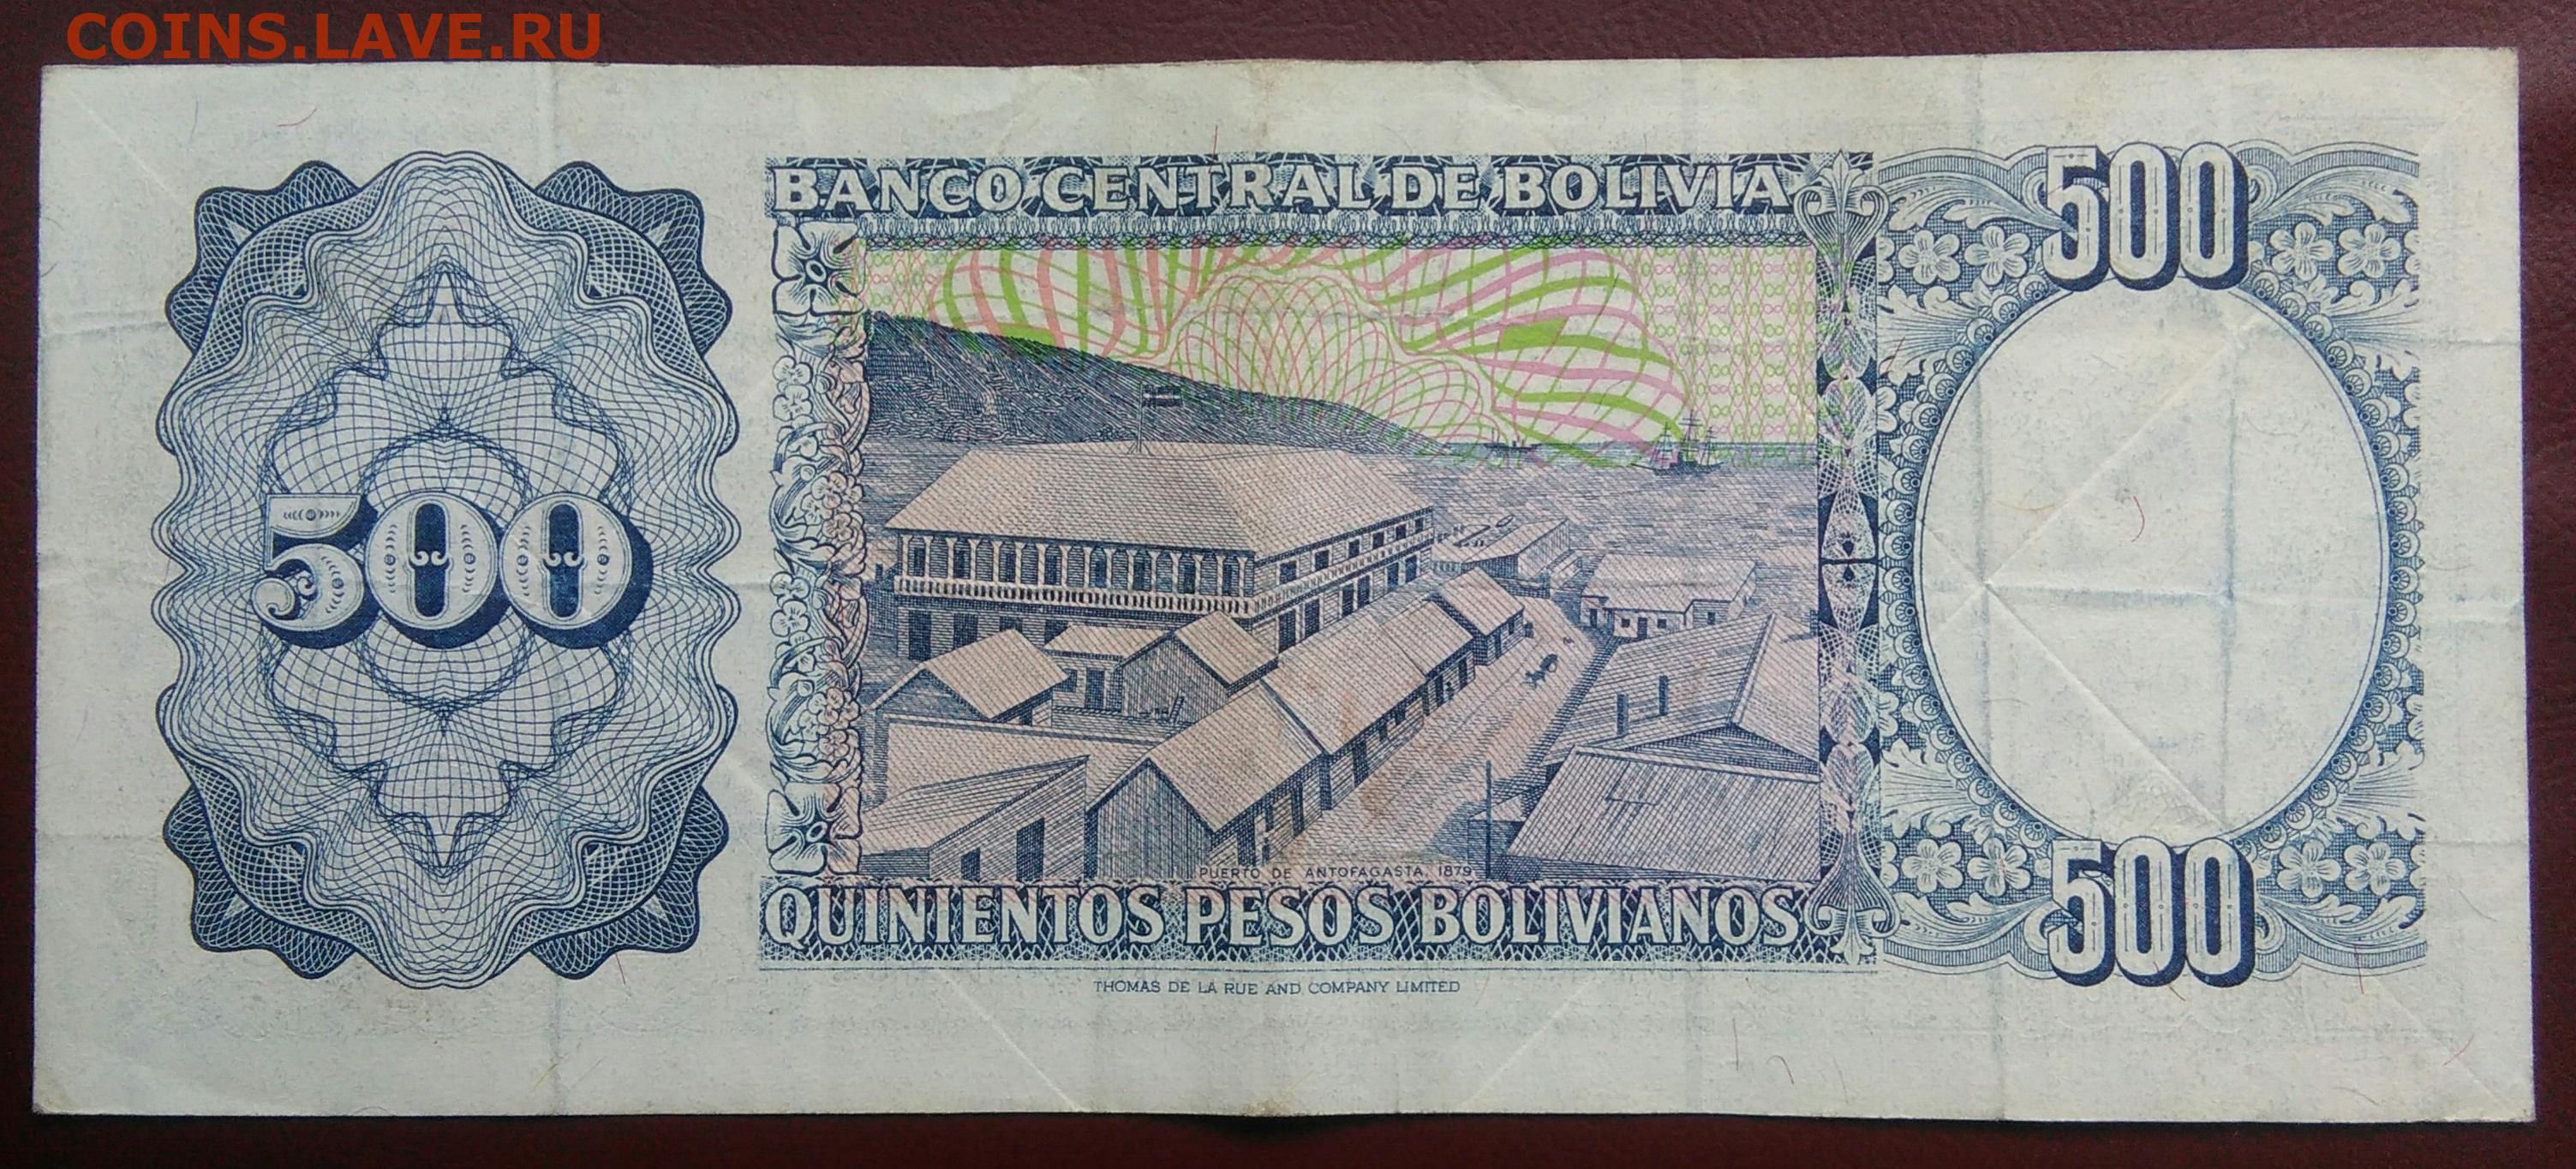 COINS.LAVE.RU
BANCO CENTRAL DE BOLIVIA
500
500
PUERTO DE ANTOFAGASTA, 1879
QUINIENTOS PESOS BOLIVIANOS
500
THOMAS DE LA RUE AND COMPANY LIMITED